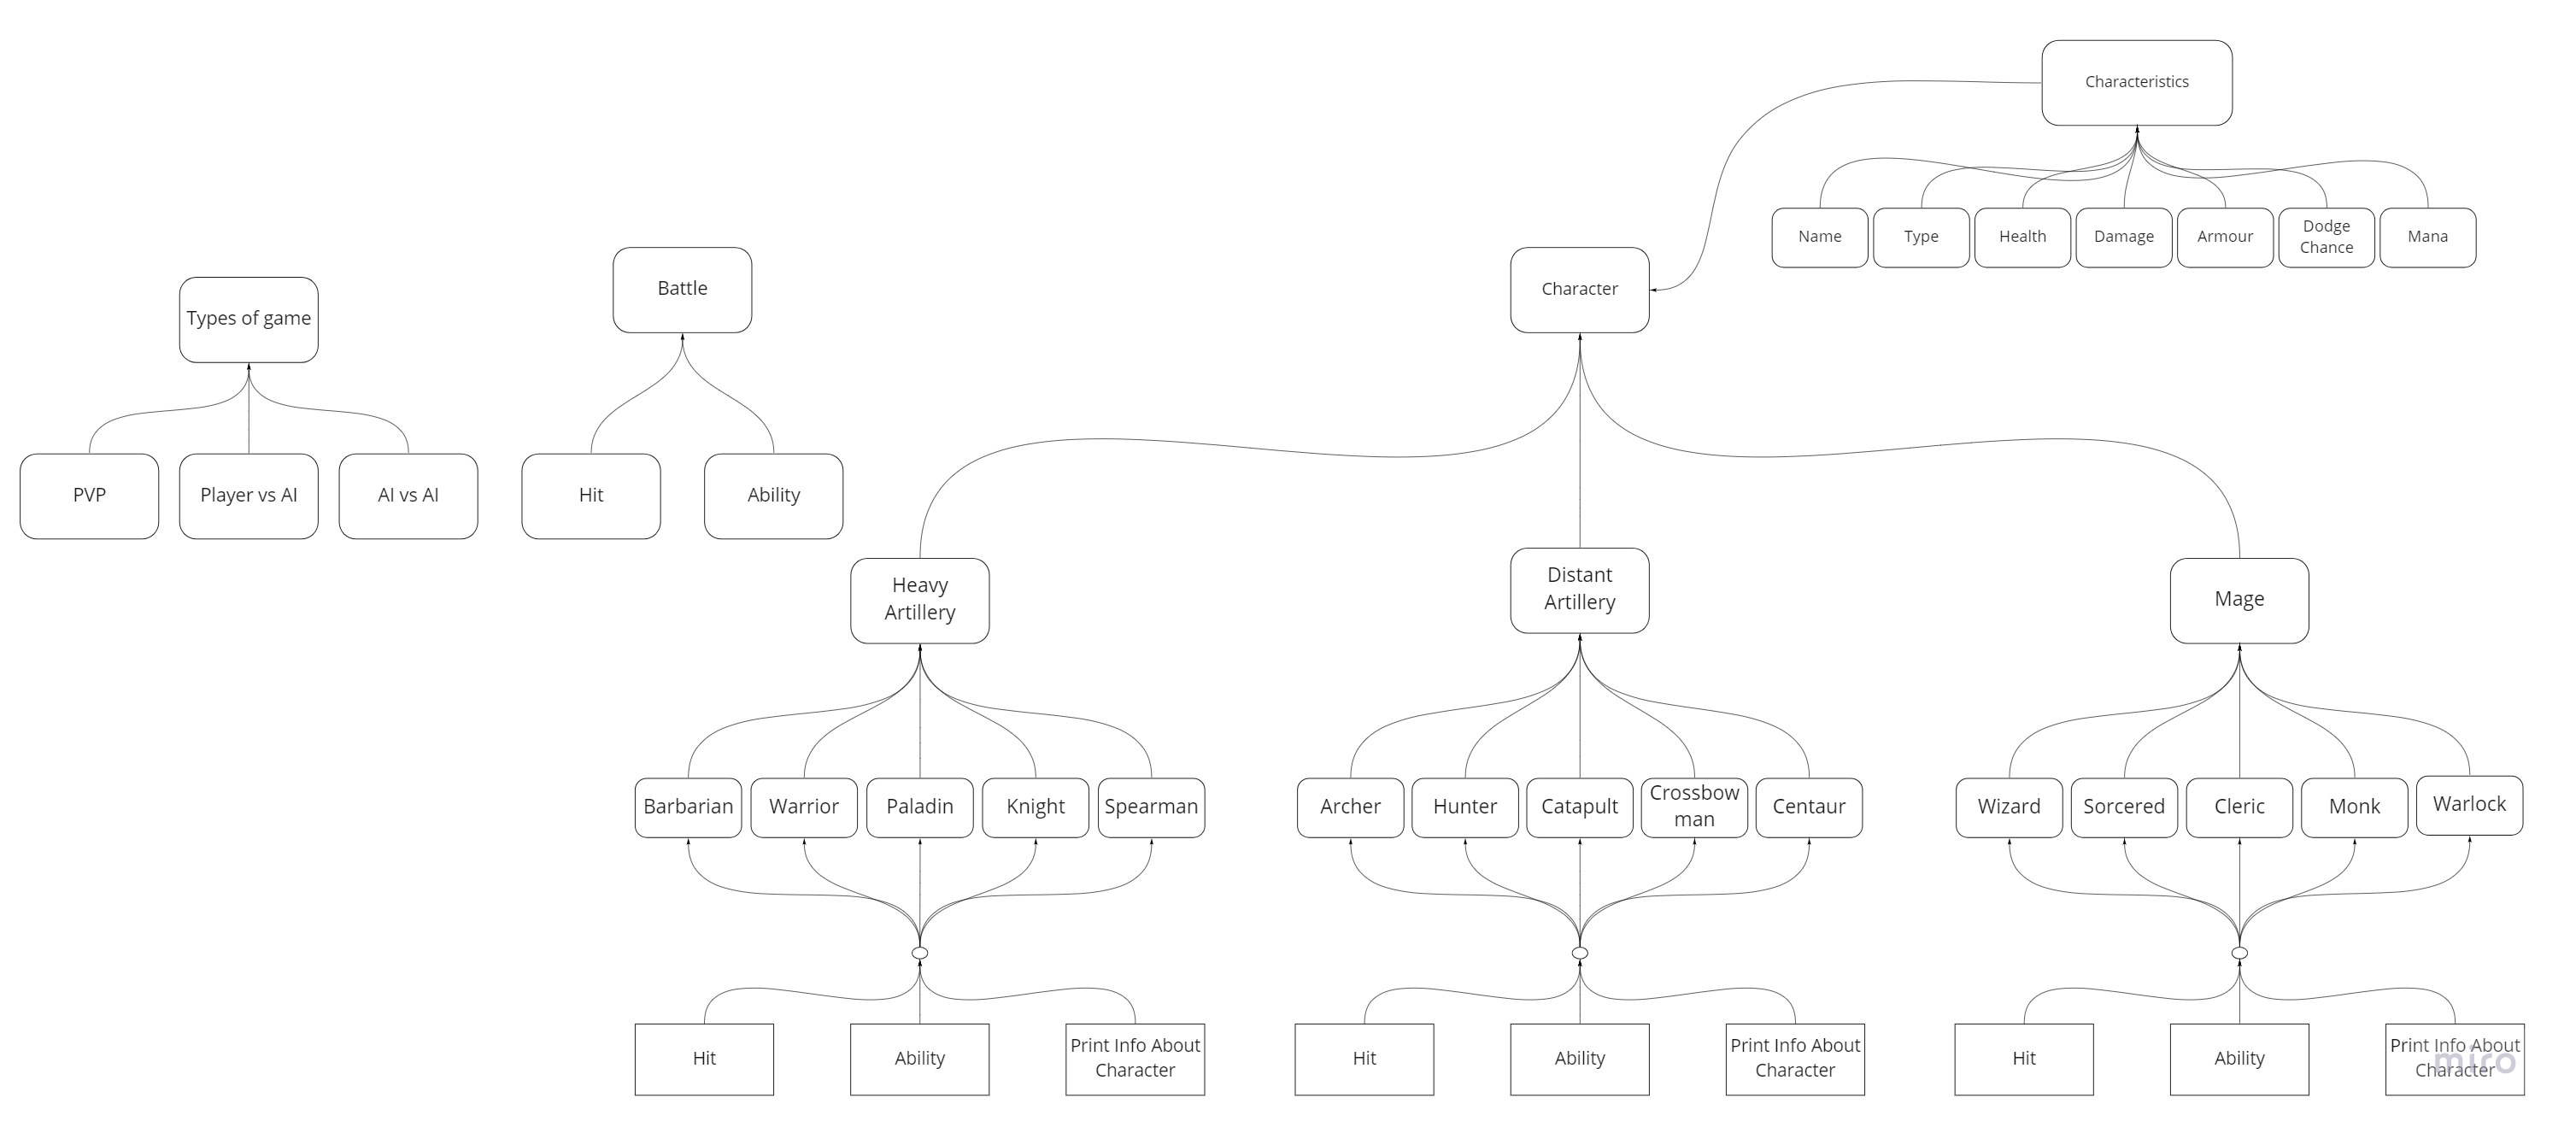 Characteristics
Name
Type
Health
Damage
Armour
Dodge
Chance
Mana
Character
Battle
Types of game
PVP
Player vs AI
AI vs AI
Hit
Ability
Heavy
Artillery
Distant
Artillery
Mage
Barbarian
Warrior
Paladin
Knight
Spearman
Archer
Hunter
Catapult
Crossbow
man
Centaur
Wizard
Sorcered
Cleric
Monk
Warlock
Hit
Ability
Print Info About
Character
Hit
Ability
Print Info About
Character
Hit
Ability
Print Info About
Character
miro